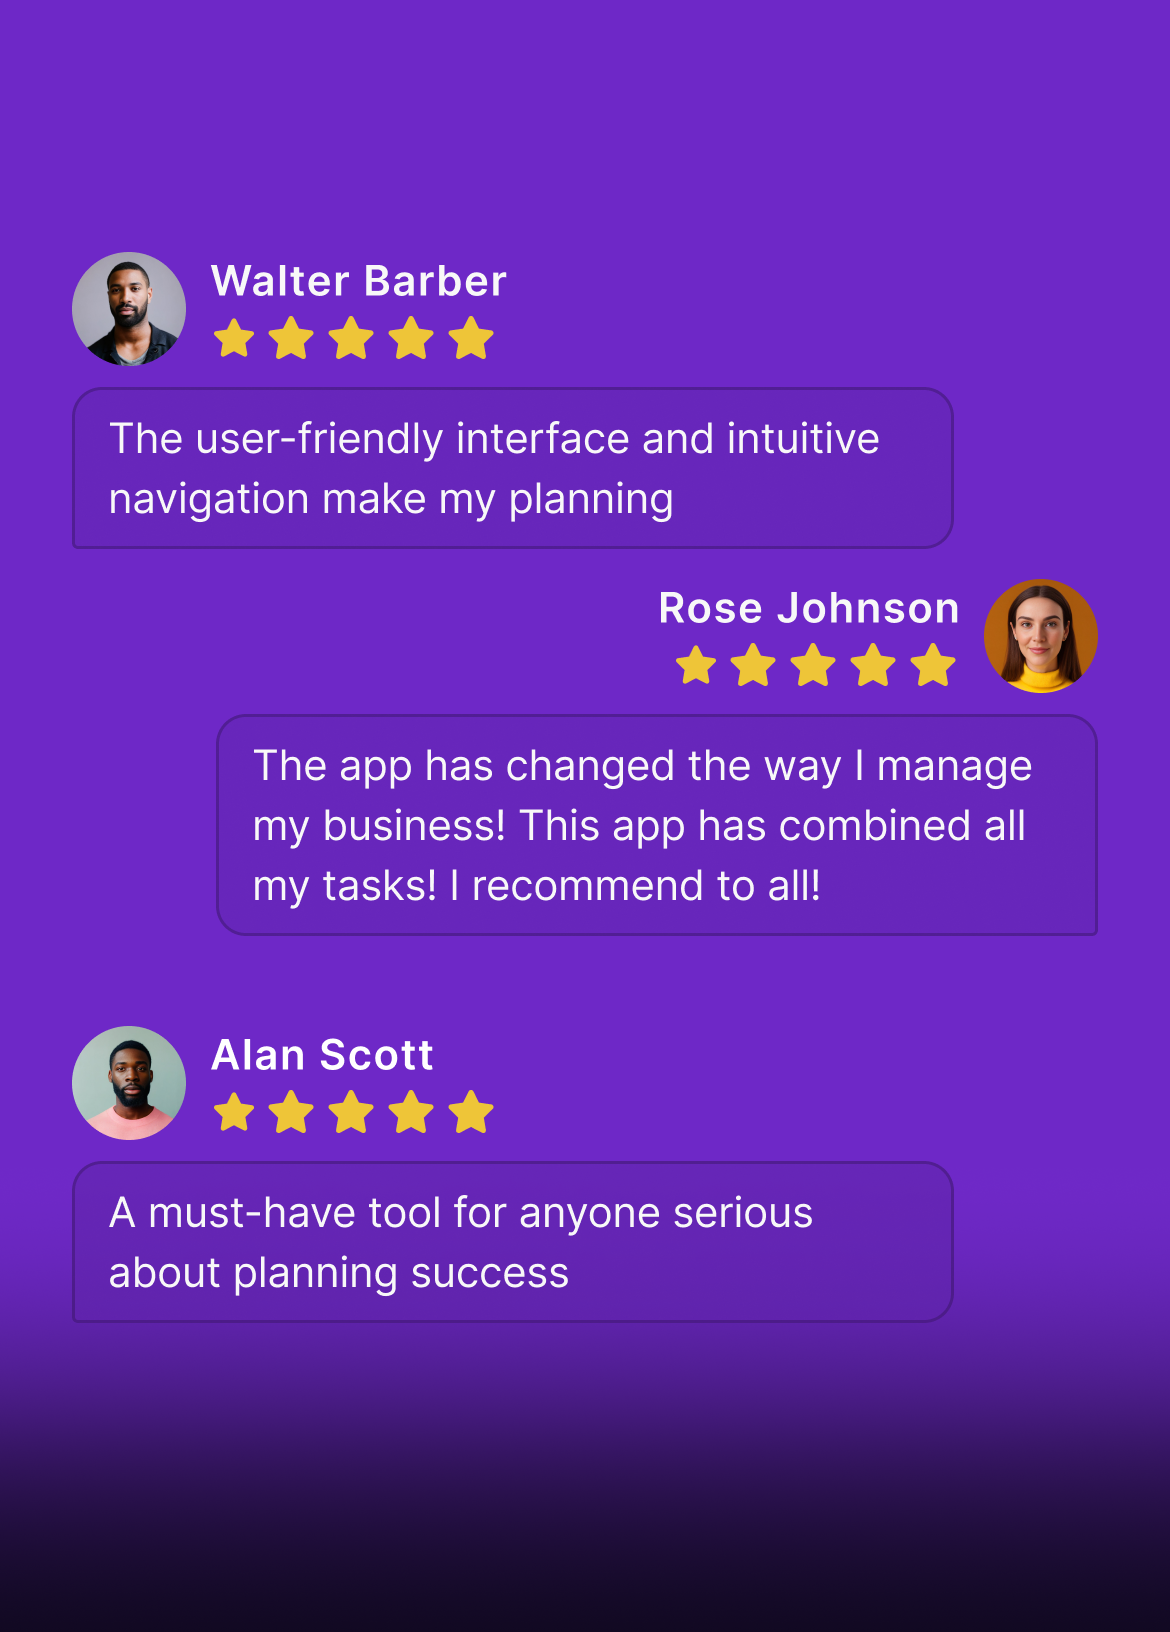 Walter Barber
The user-friendly interface and intuitive
navigation make my planning
Rose Johnson
The app has changed the way I manage
my business! This app has combined all
my tasks! I recommend to all!
Alan Scott
A must-have tool for anyone serious
about planning success